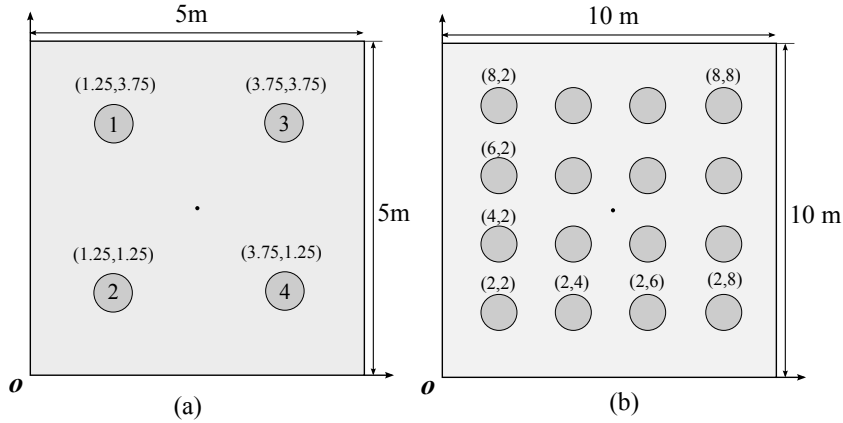 5m
(1.25,3.75)
(3.75,3.75)
1
3
5m
(1.25,1.25)
(3.75,1.25)
2
4
o
(a)
10 m
(8,2)
(8,8)
(6,2)
10 m
(4,2)
(2,2)
(2,4)
(2,6)
(2,8)
o
(b)